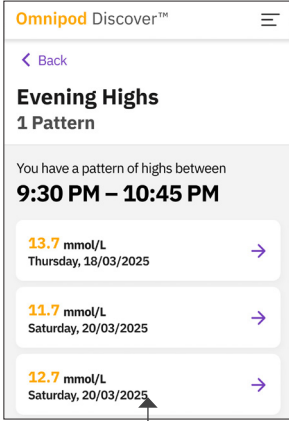 Omnipod Discover™
Back
Evening Highs
1 Pattern
You have a pattern of highs between
9:30 PM – 10:45 PM
13.7 mmol/L
Thursday, 18/03/2025
11.7 mmol/L
Saturday, 20/03/2025
12.7 mmol/L
Saturday, 20/03/2025